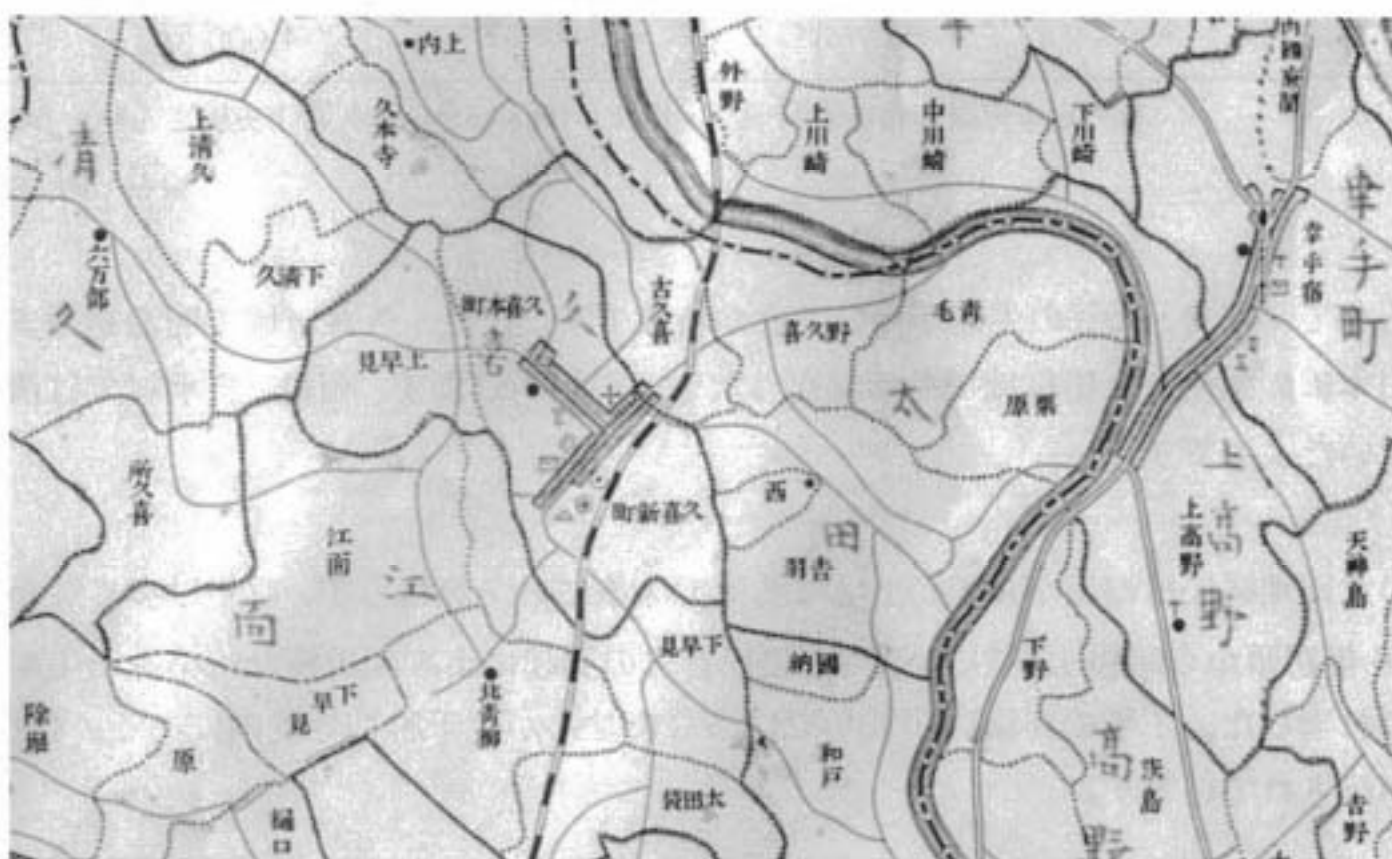 内上
外野
上川崎
中川崎
下川崎
久本寺
上清久
清久
六万部
久清下
幸手町
幸手宿
古久喜
町本喜久
久喜
見早上
喜久野
毛青
原栗
太田
所久喜
江面
江面
町新喜久
西
羽吉
上高野
上高野
天神島
下野
見早下
納國
北青柳
見早下
除堀
原
和戸
高野
茨島
袋田太
樋口
吉野